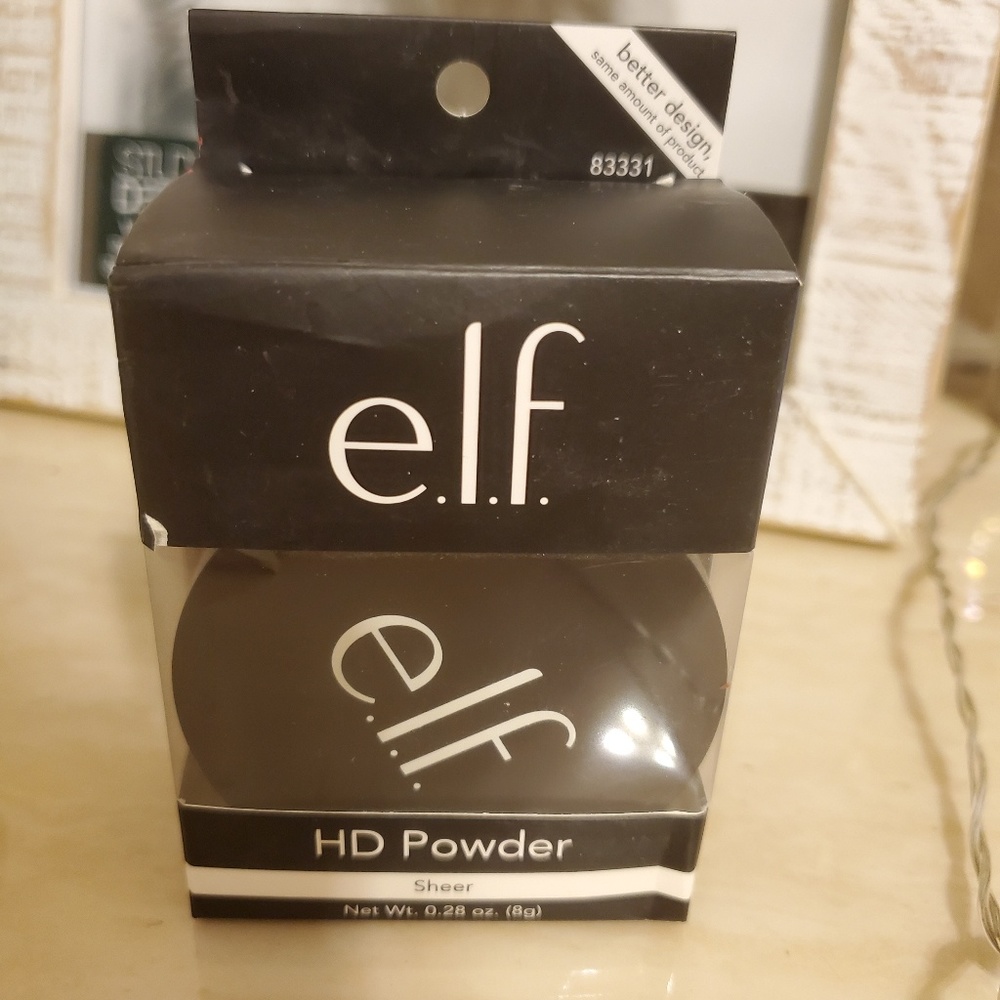 better design,
same amount of product
83331
e.l.f.
e.l.f.
HD Powder
Sheer
Net Wt. 0.28 oz. (8g)